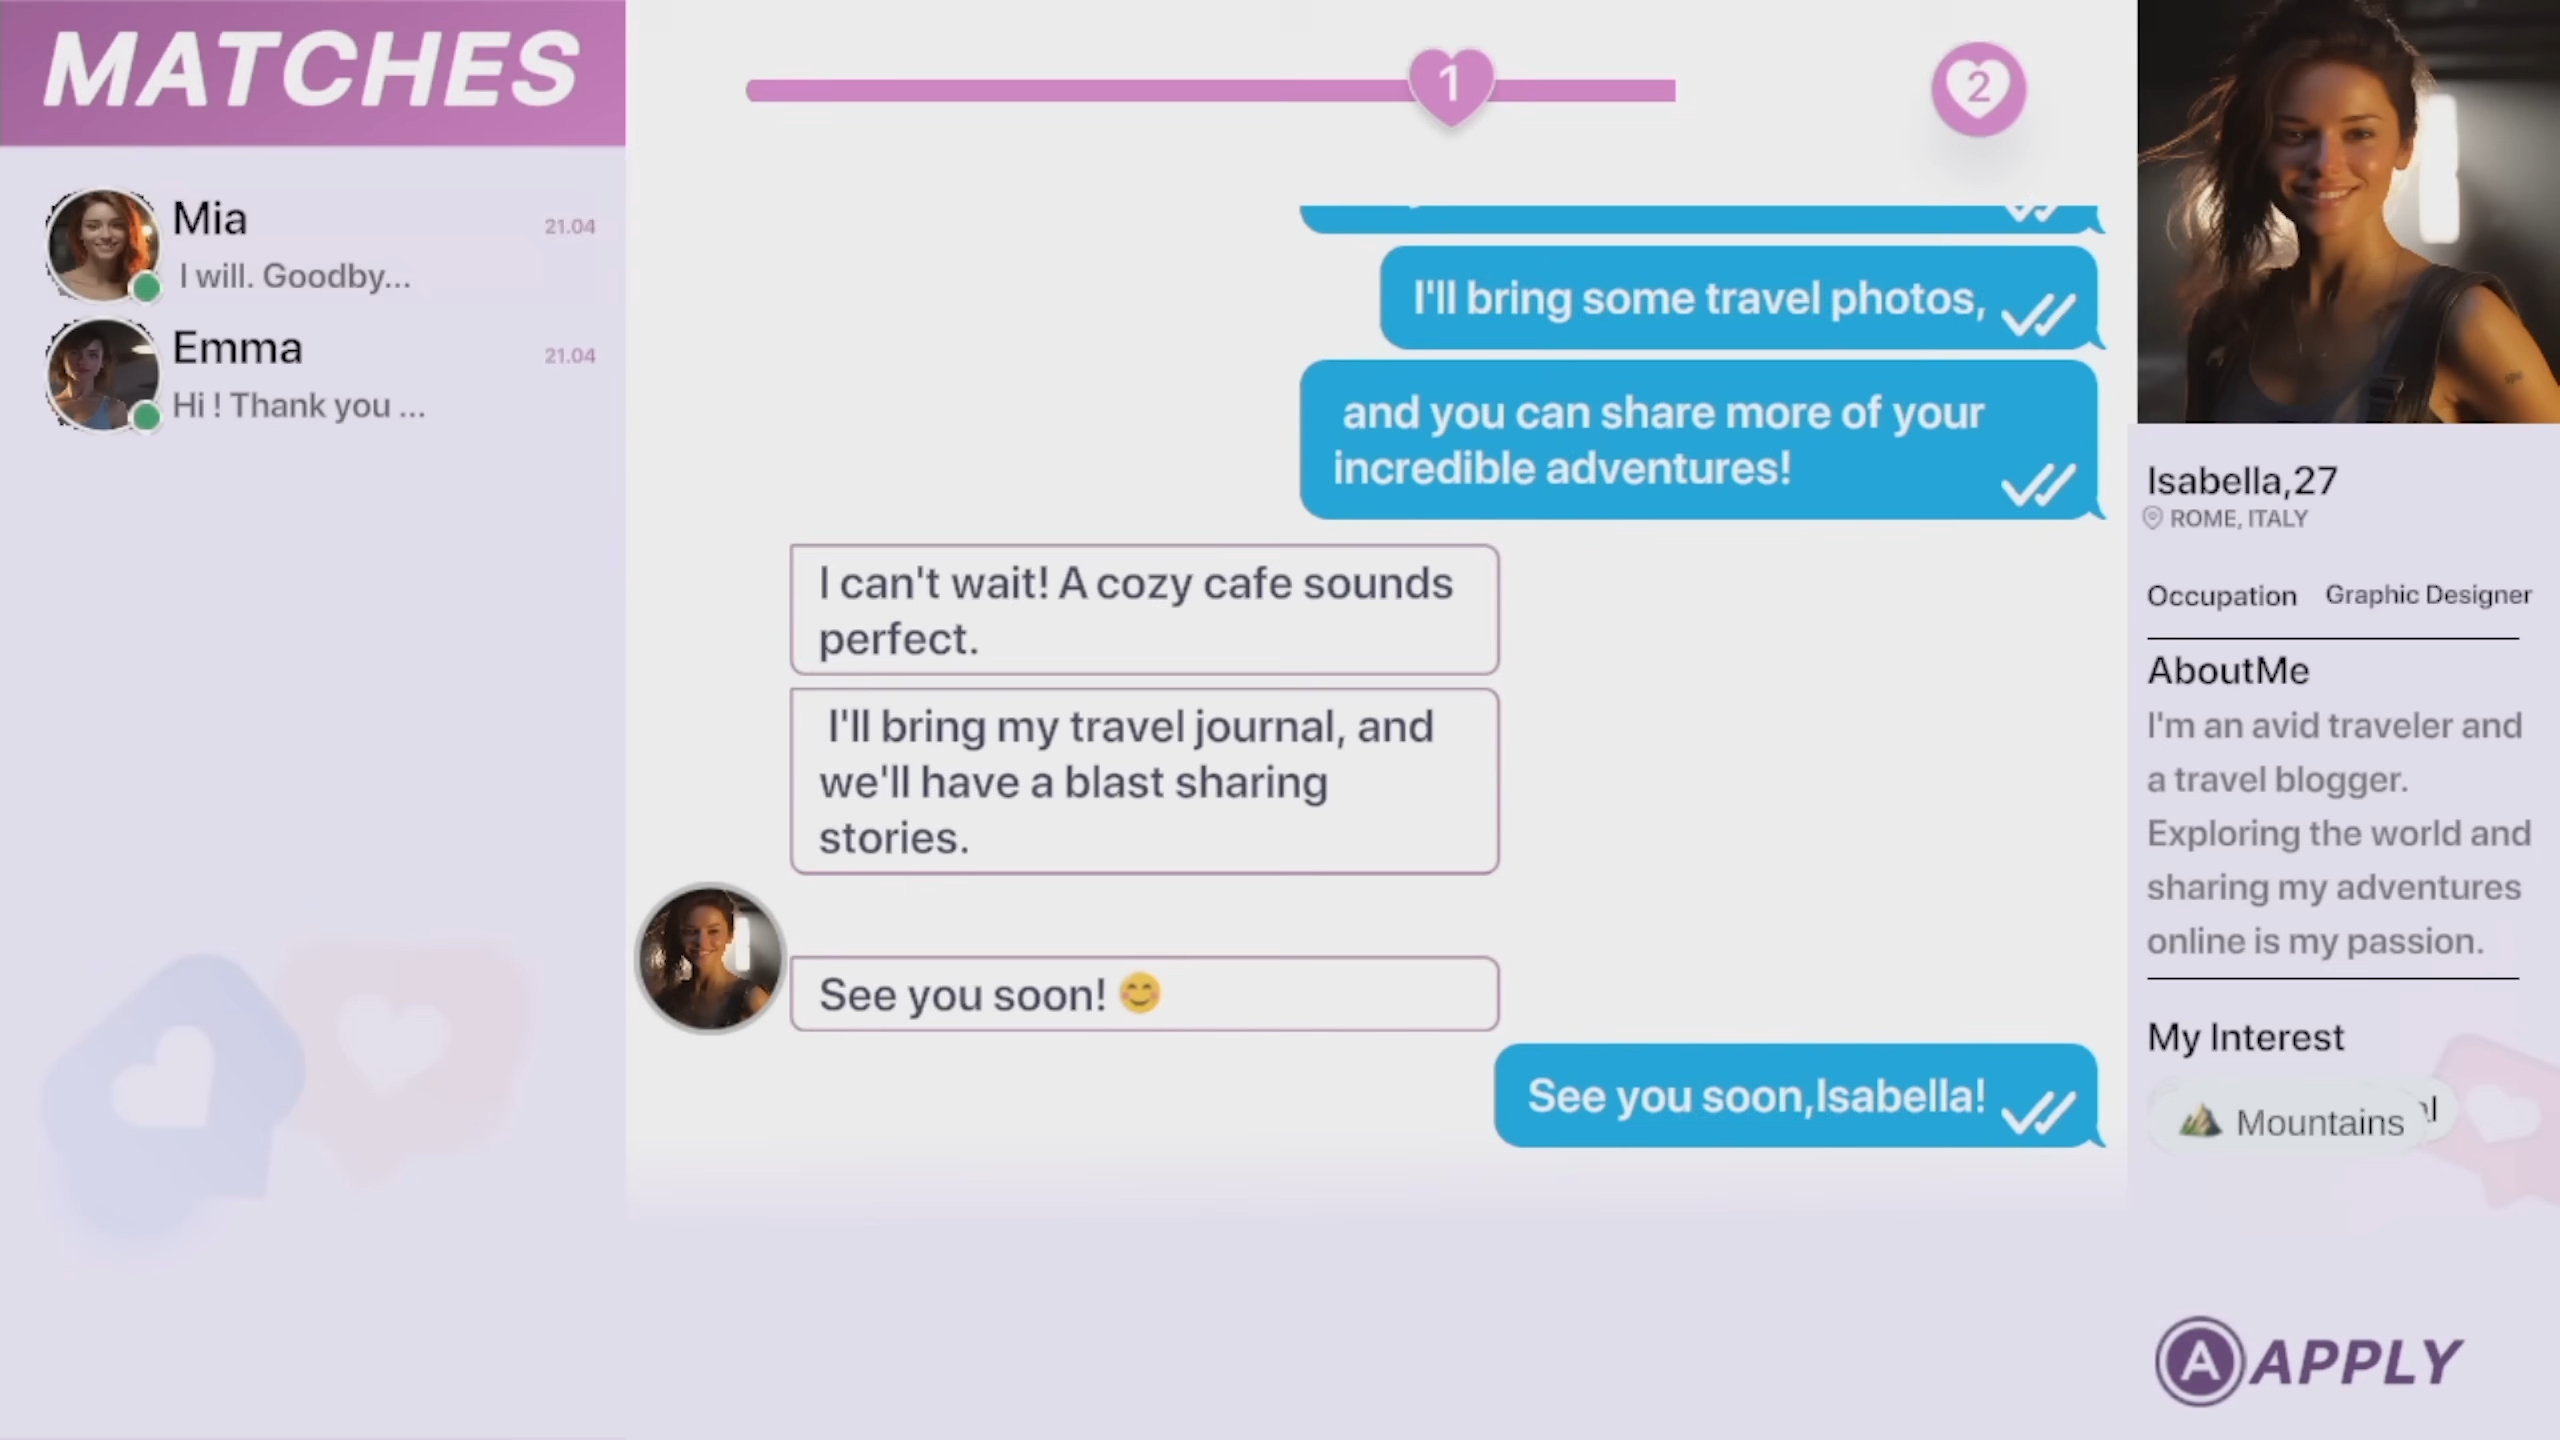 MATCHES
Mia
21.04
I will. Goodby...
Emma
21.04
Hi ! Thank you ...
1
2
I'll bring some travel photos,
and you can share more of your
incredible adventures!
I can't wait! A cozy cafe sounds
perfect.
I'll bring my travel journal, and
we'll have a blast sharing
stories.
See you soon! 😊
See you soon,Isabella!
Isabella,27
ROME, ITALY
Occupation Graphic Designer
AboutMe
I'm an avid traveler and
a travel blogger.
Exploring the world and
sharing my adventures
online is my passion.
My Interest
Mountains
A APPLY